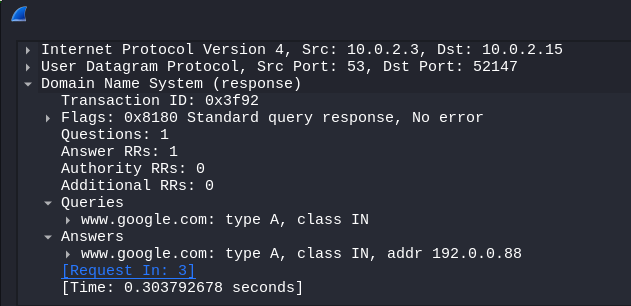 Internet Protocol Version 4, Src: 10.0.2.3, Dst: 10.0.2.15
User Datagram Protocol, Src Port: 53, Dst Port: 52147
Domain Name System (response)
Transaction ID: 0x3f92
Flags: 0x8180 Standard query response, No error
Questions: 1
Answer RRs: 1
Authority RRs: 0
Additional RRs: 0
Queries
www.google.com: type A, class IN
Answers
www.google.com: type A, class IN, addr 192.0.0.88
[Request In: 3]
[Time: 0.303792678 seconds]